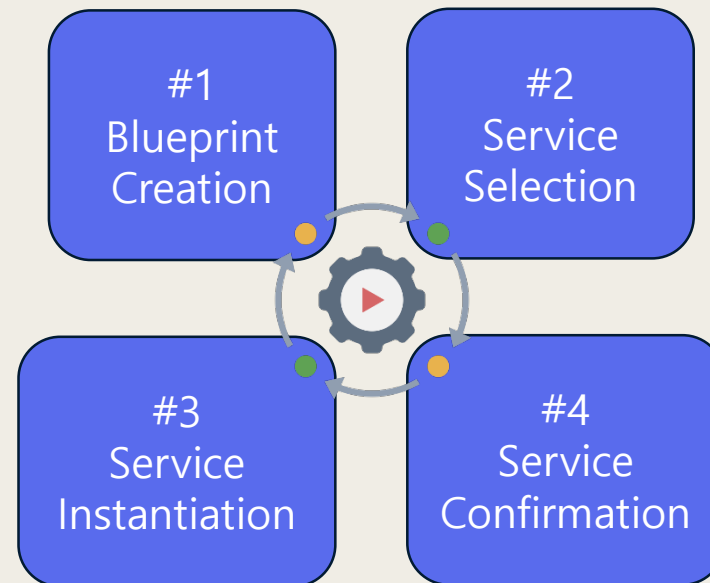 #1
Blueprint
Creation
#2
Service
Selection
#3
Service
Instantiation
#4
Service
Confirmation